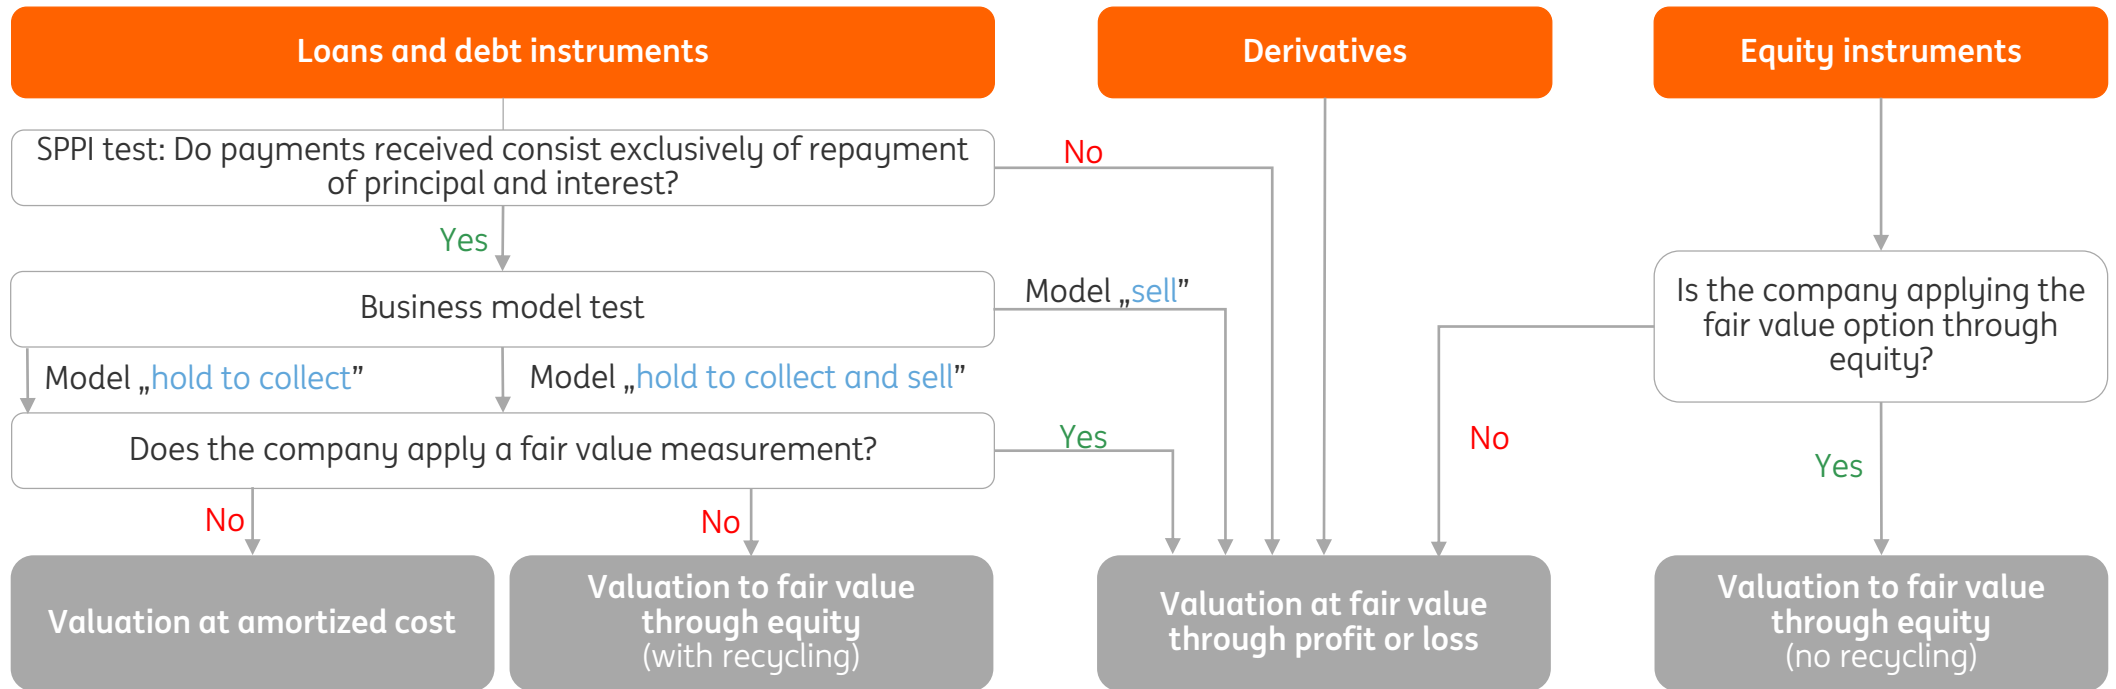 Loans and debt instruments
Derivatives
Equity instruments
SPPI test: Do payments received consist exclusively of repayment
of principal and interest?
No
Yes
Business model test
Model „sell”
Is the company applying the
fair value option through
equity?
Model „hold to collect”
Model „hold to collect and sell”
Does the company apply a fair value measurement?
Yes
No
Yes
No
No
Valuation at amortized cost
Valuation to fair value
through equity
(with recycling)
Valuation at fair value
through profit or loss
Valuation to fair value
through equity
(no recycling)